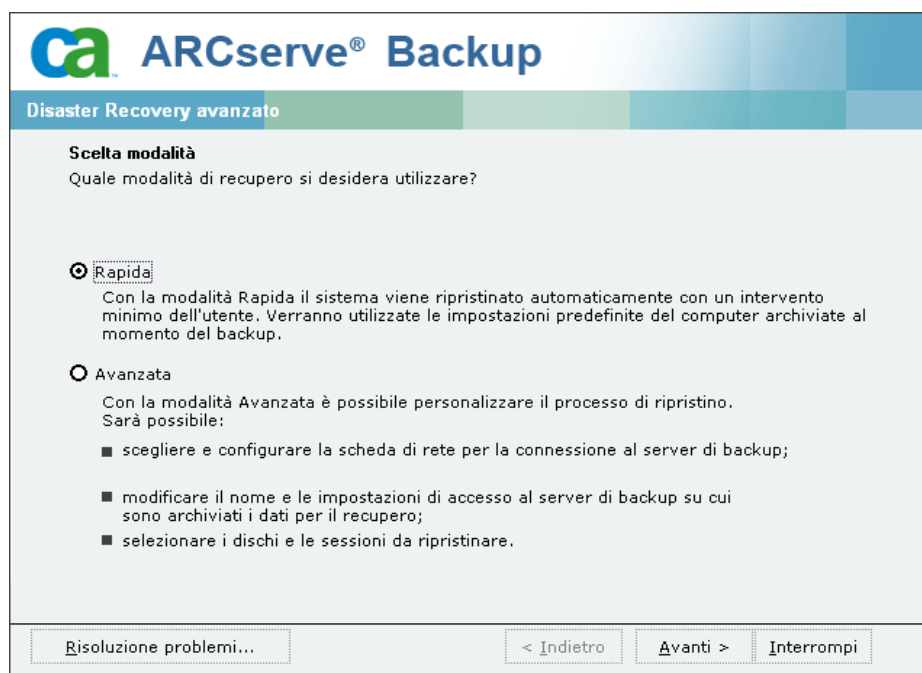 ca™ ARCserve® Backup
Disaster Recovery avanzato
Scelta modalità
Quale modalità di recupero si desidera utilizzare?
Rapida
Con la modalità Rapida il sistema viene ripristinato automaticamente con un intervento
minimo dell'utente. Verranno utilizzate le impostazioni predefinite del computer archiviate al
momento del backup.
Avanzata
Con la modalità Avanzata è possibile personalizzare il processo di ripristino.
Sarà possibile:
scegliere e configurare la scheda di rete per la connessione al server di backup;
modificare il nome e le impostazioni di accesso al server di backup su cui
sono archiviati i dati per il recupero;
selezionare i dischi e le sessioni da ripristinare.
Risoluzione problemi... < Indietro Avanti > Interrompi